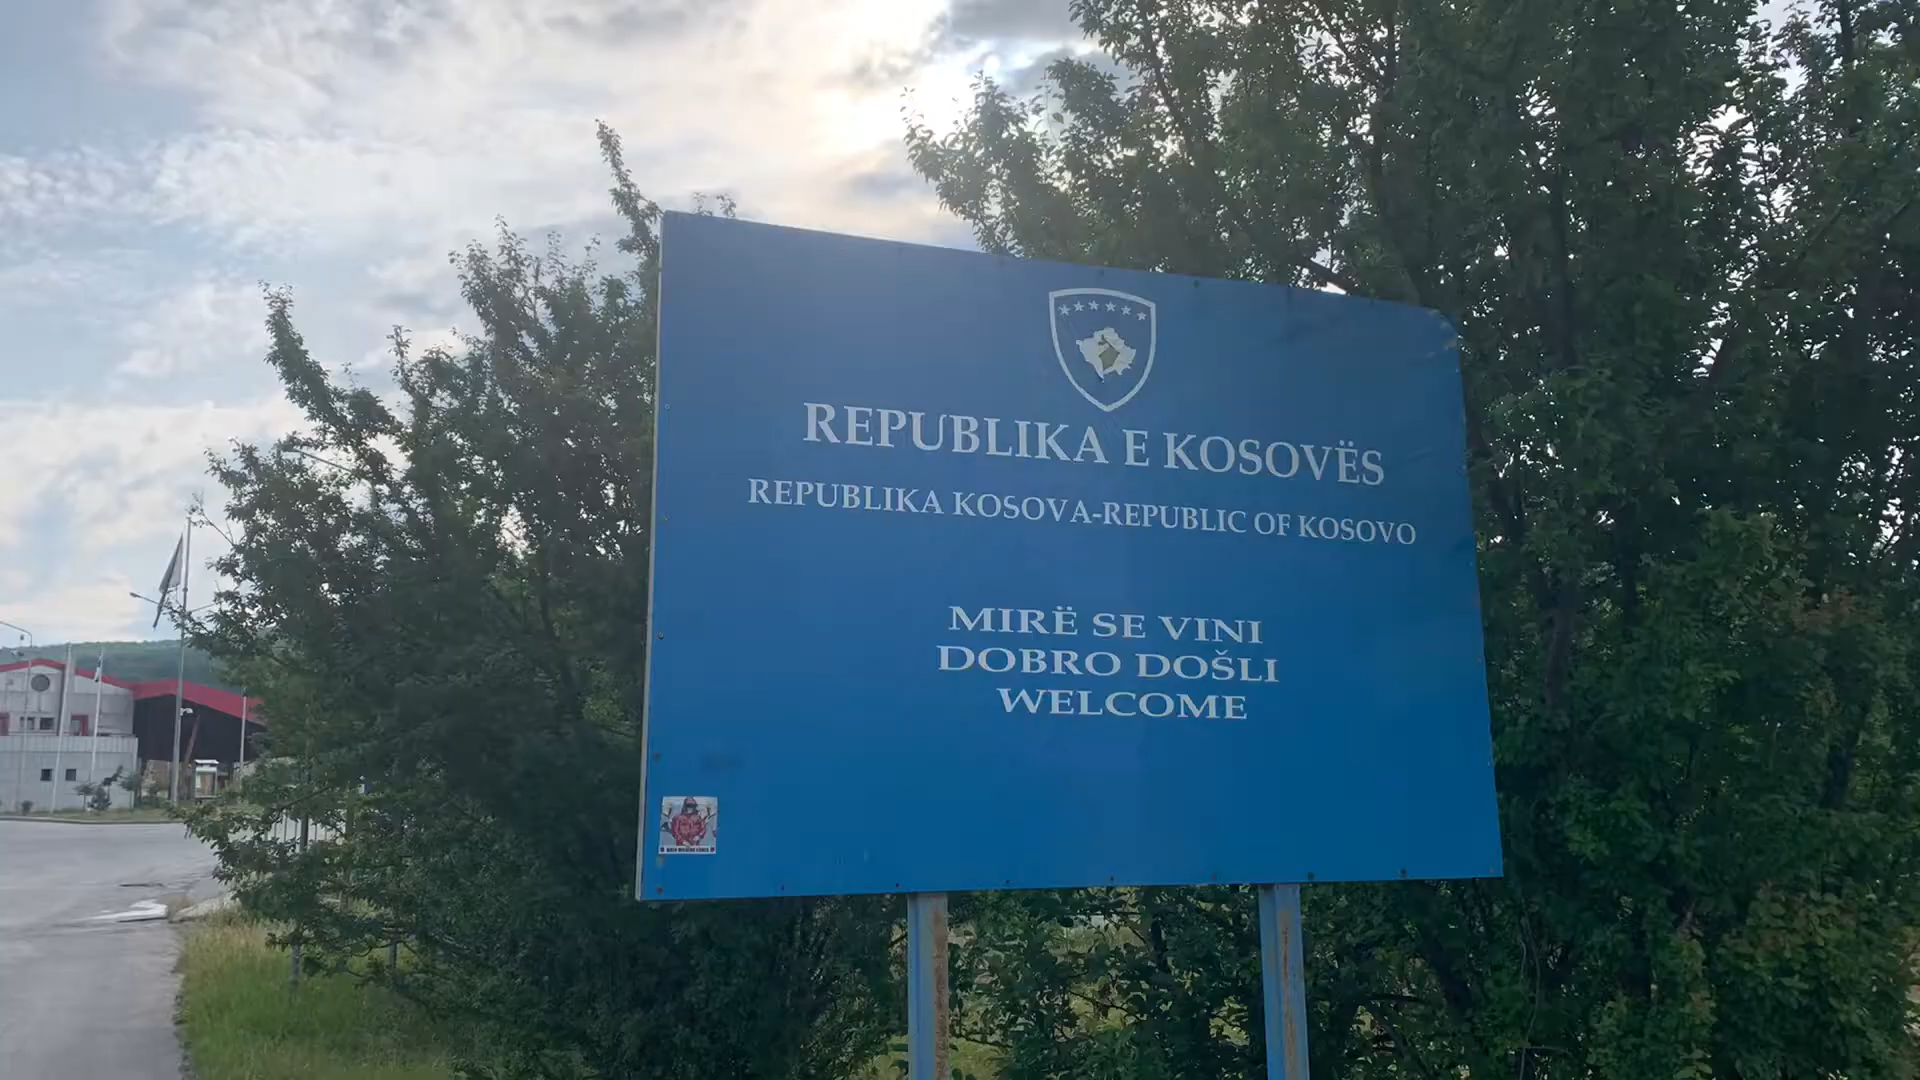 REPUBLIKA E KOSOVËS
REPUBLIKA KOSOVA-REPUBLIC OF KOSOVO
MIRË SE VINI
DOBRO DOŠLI
WELCOME